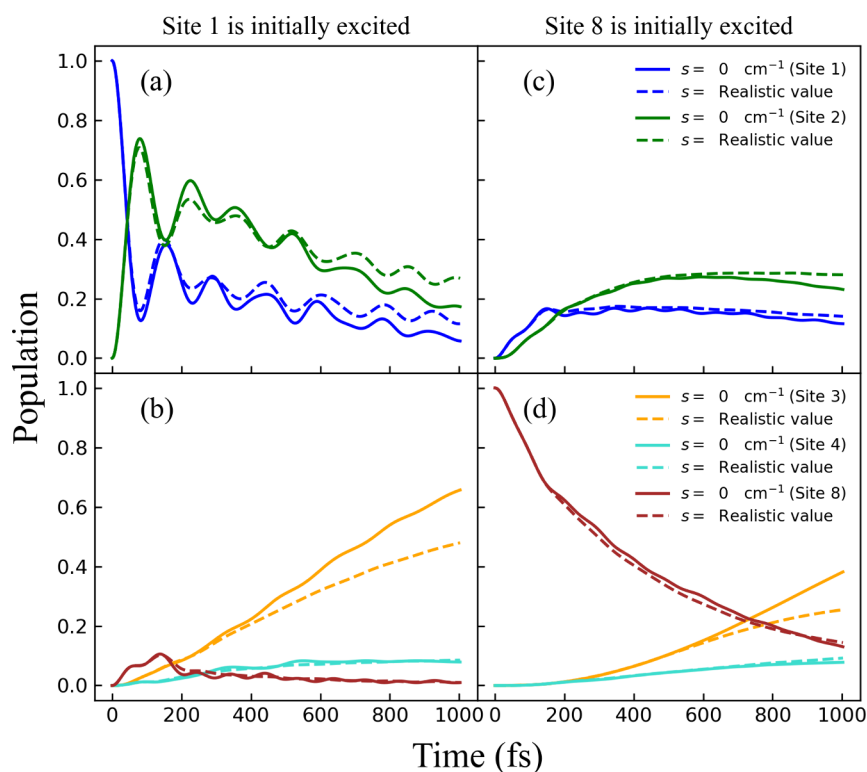 Site 1 is initially excited
Site 8 is initially excited
Population
1.0
0.8
0.6
0.4
0.2
0.0
(a)
(c)
s = 0 cm⁻¹ (Site 1)
s = Realistic value
s = 0 cm⁻¹ (Site 2)
s = Realistic value
1.0
0.8
0.6
0.4
0.2
0.0
(b)
(d)
s = 0 cm⁻¹ (Site 3)
s = Realistic value
s = 0 cm⁻¹ (Site 4)
s = Realistic value
s = 0 cm⁻¹ (Site 8)
s = Realistic value
0 200 400 600 800 1000
0 200 400 600 800 1000
Time (fs)